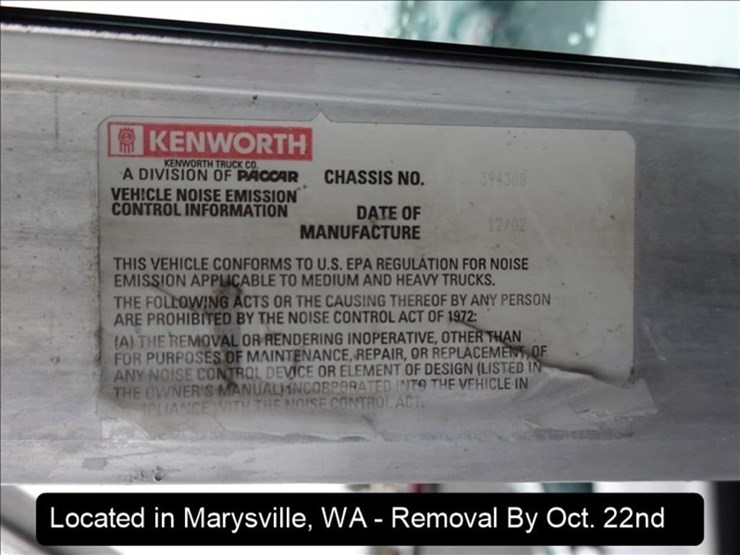 KENWORTH
KENWORTH TRUCK CO.
A DIVISION OF PACCAR
CHASSIS NO. 394308
VEHICLE NOISE EMISSION
CONTROL INFORMATION
DATE OF
MANUFACTURE 12/02
THIS VEHICLE CONFORMS TO U.S. EPA REGULATION FOR NOISE
EMISSION APPLICABLE TO MEDIUM AND HEAVY TRUCKS.
THE FOLLOWING ACTS OR THE CAUSING THEREOF BY ANY PERSON
ARE PROHIBITED BY THE NOISE CONTROL ACT OF 1972:
(A) THE REMOVAL OR RENDERING INOPERATIVE, OTHER THAN
FOR PURPOSES OF MAINTENANCE, REPAIR, OR REPLACEMENT, OF
ANY NOISE CONTROL DEVICE OR ELEMENT OF DESIGN (LISTED IN
THE OWNER'S MANUAL) INCORPORATED INTO THE VEHICLE IN
WITH THE NOISE CONTROL ACT.
Located in Marysville, WA - Removal By Oct. 22nd